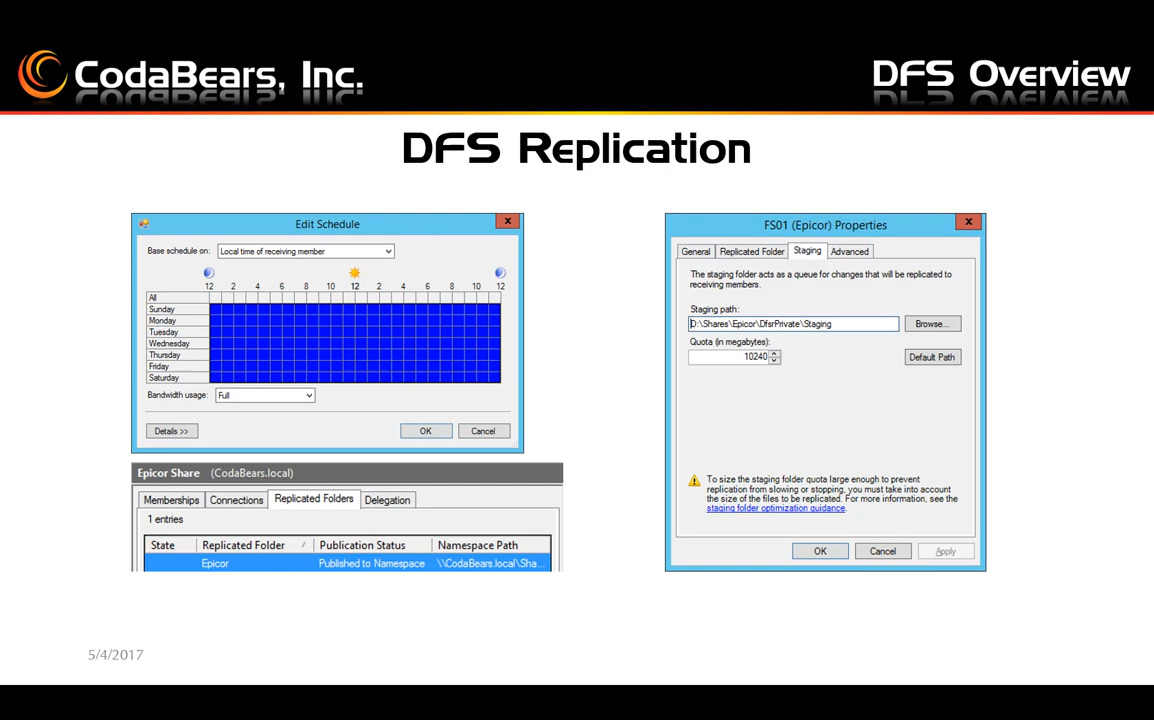 CodaBears, Inc.
DFS Overview
DFS Replication
Edit Schedule
x
Base schedule on: Local time of receiving member
12 2 4 6 8 10 12 2 4 6 8 10 12
All
Sunday
Monday
Tuesday
Wednesday
Thursday
Friday
Saturday
Bandwidth usage: Full
Details >> OK Cancel
Epicor Share (CodaBears.local)
Memberships Connections Replicated Folders Delegation
1 entries
State Replicated Folder / Publication Status Namespace Path
Epicor Published to Namespace \\CodaBears.local\Sha...
FS01 (Epicor) Properties
x
General Replicated Folder Staging Advanced
The staging folder acts as a queue for changes that will be replicated to
receiving members.
Staging path:
D:\Shares\Epicor\DfsrPrivate\Staging Browse...
Quota (in megabytes):
10240 Default Path
To size the staging folder quota large enough to prevent
replication from slowing or stopping, you must take into account
the size of the files to be replicated. For more information, see the
staging folder optimization guidance.
OK Cancel Apply
5/4/2017